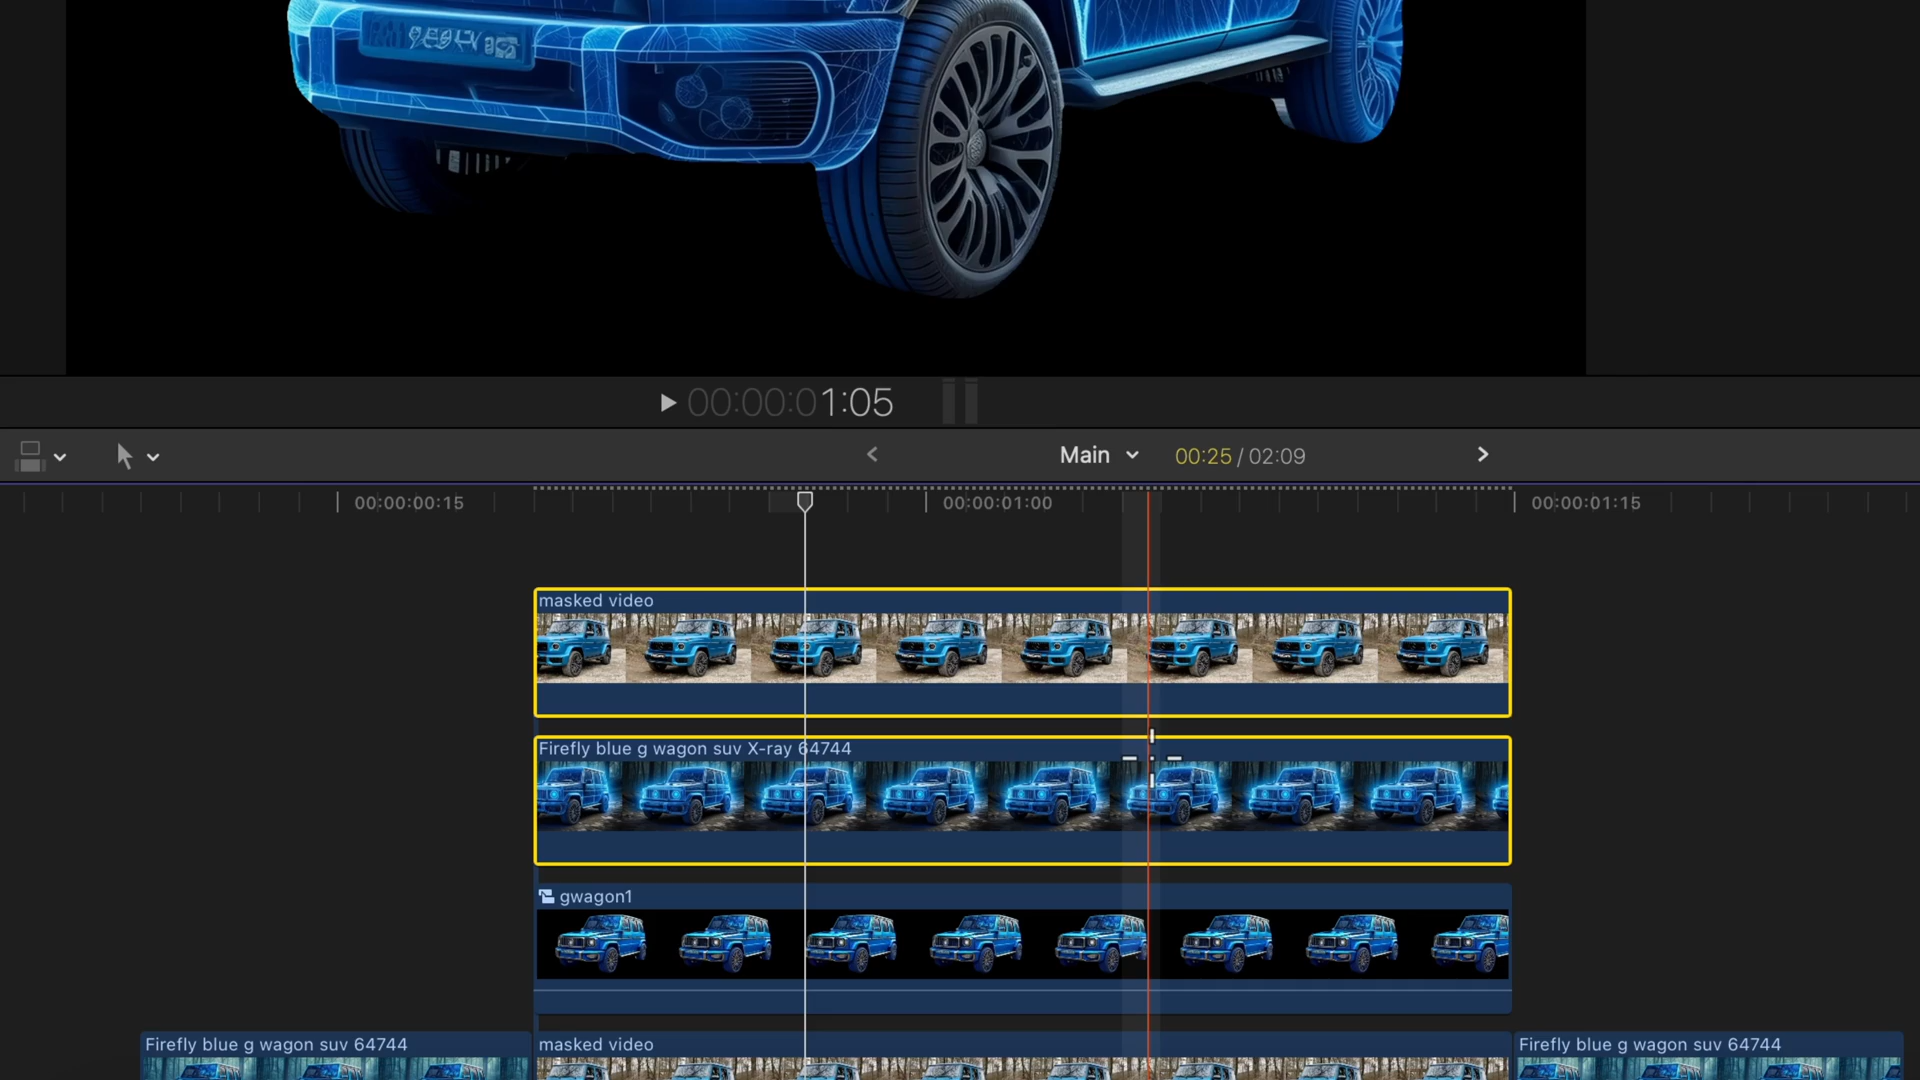 00:00:01:05
Main
00:25 / 02:09
00:00:00:15
00:00:01:00
00:00:01:15
masked video
Firefly blue g wagon suv X-ray 64744
gwagon1
Firefly blue g wagon suv 64744
masked video
Firefly blue g wagon suv 64744